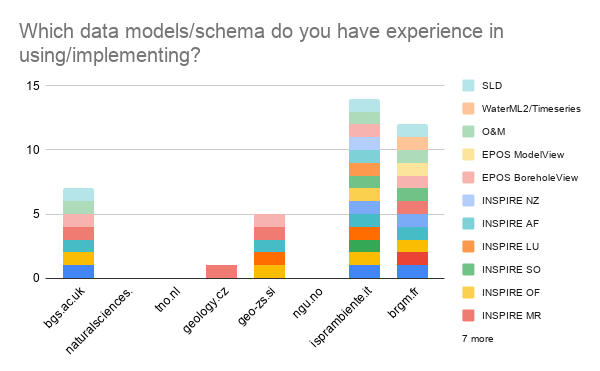 Which data models/schema do you have experience in
using/implementing?
15
10
5
0
bgs.ac.uk
naturalsciences.
tno.nl
geology.cz
geo-zs.si
ngu.no
isprambiente.it
brgm.fr
SLD
WaterML2/Timeseries
O&M
EPOS ModelView
EPOS BoreholeView
INSPIRE NZ
INSPIRE AF
INSPIRE LU
INSPIRE SO
INSPIRE OF
INSPIRE MR
7 more